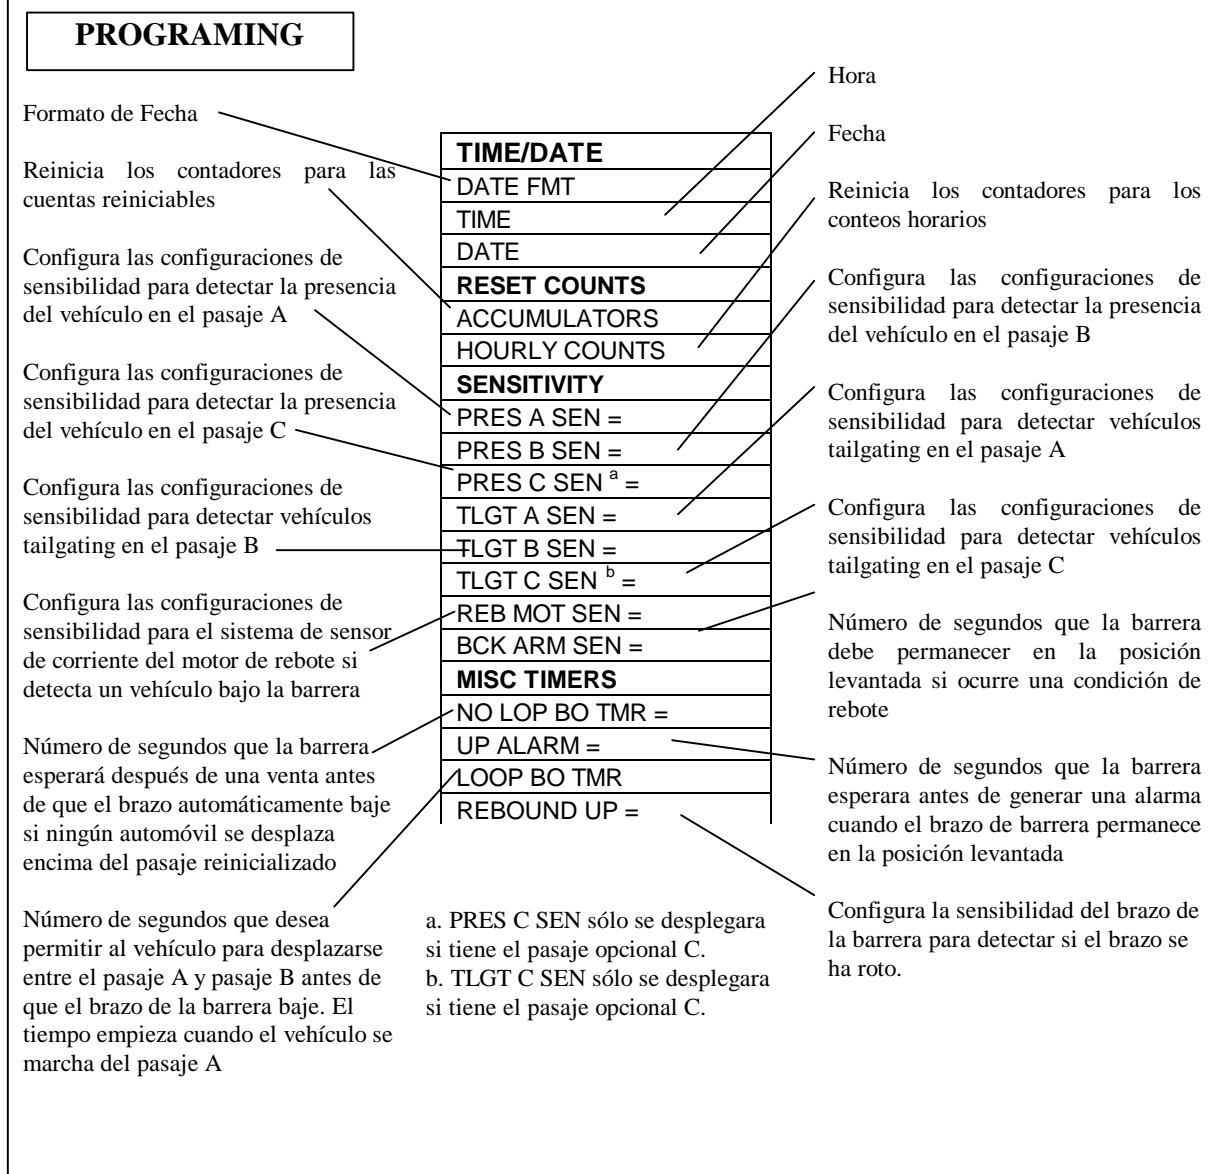 PROGRAMING
Formato de Fecha
Reinicia los contadores para las
cuentas reiniciables
Configura las configuraciones de
sensibilidad para detectar la presencia
del vehículo en el pasaje A
Configura las configuraciones de
sensibilidad para detectar la presencia
del vehículo en el pasaje C
Configura las configuraciones de
sensibilidad para detectar vehículos
tailgating en el pasaje B
Configura las configuraciones de
sensibilidad para el sistema de sensor
de corriente del motor de rebote si
detecta un vehículo bajo la barrera
Número de segundos que la barrera
esperará después de una venta antes
de que el brazo automáticamente baje
si ningún automóvil se desplaza
encima del pasaje reinicializado
Número de segundos que desea
permitir al vehículo para desplazarse
entre el pasaje A y pasaje B antes de
que el brazo de la barrera baje. El
tiempo empieza cuando el vehículo se
marcha del pasaje A
TIME/DATE
DATE FMT
TIME
DATE
RESET COUNTS
ACCUMULATORS
HOURLY COUNTS
SENSITIVITY
PRES A SEN =
PRES B SEN =
PRES C SEN a =
TLGT A SEN =
TLGT B SEN =
TLGT C SEN b =
REB MOT SEN =
BCK ARM SEN =
MISC TIMERS
NO LOP BO TMR =
UP ALARM =
LOOP BO TMR
REBOUND UP =
a. PRES C SEN sólo se desplegara
si tiene el pasaje opcional C.
b. TLGT C SEN sólo se desplegara
si tiene el pasaje opcional C.
Hora
Fecha
Reinicia los contadores para los
conteos horarios
Configura las configuraciones de
sensibilidad para detectar la presencia
del vehículo en el pasaje B
Configura las configuraciones de
sensibilidad para detectar vehículos
tailgating en el pasaje A
Configura las configuraciones de
sensibilidad para detectar vehículos
tailgating en el pasaje C
Número de segundos que la barrera
debe permanecer en la posición
levantada si ocurre una condición de
rebote
Número de segundos que la barrera
esperara antes de generar una alarma
cuando el brazo de barrera permanece
en la posición levantada
Configura la sensibilidad del brazo de
la barrera para detectar si el brazo se
ha roto.